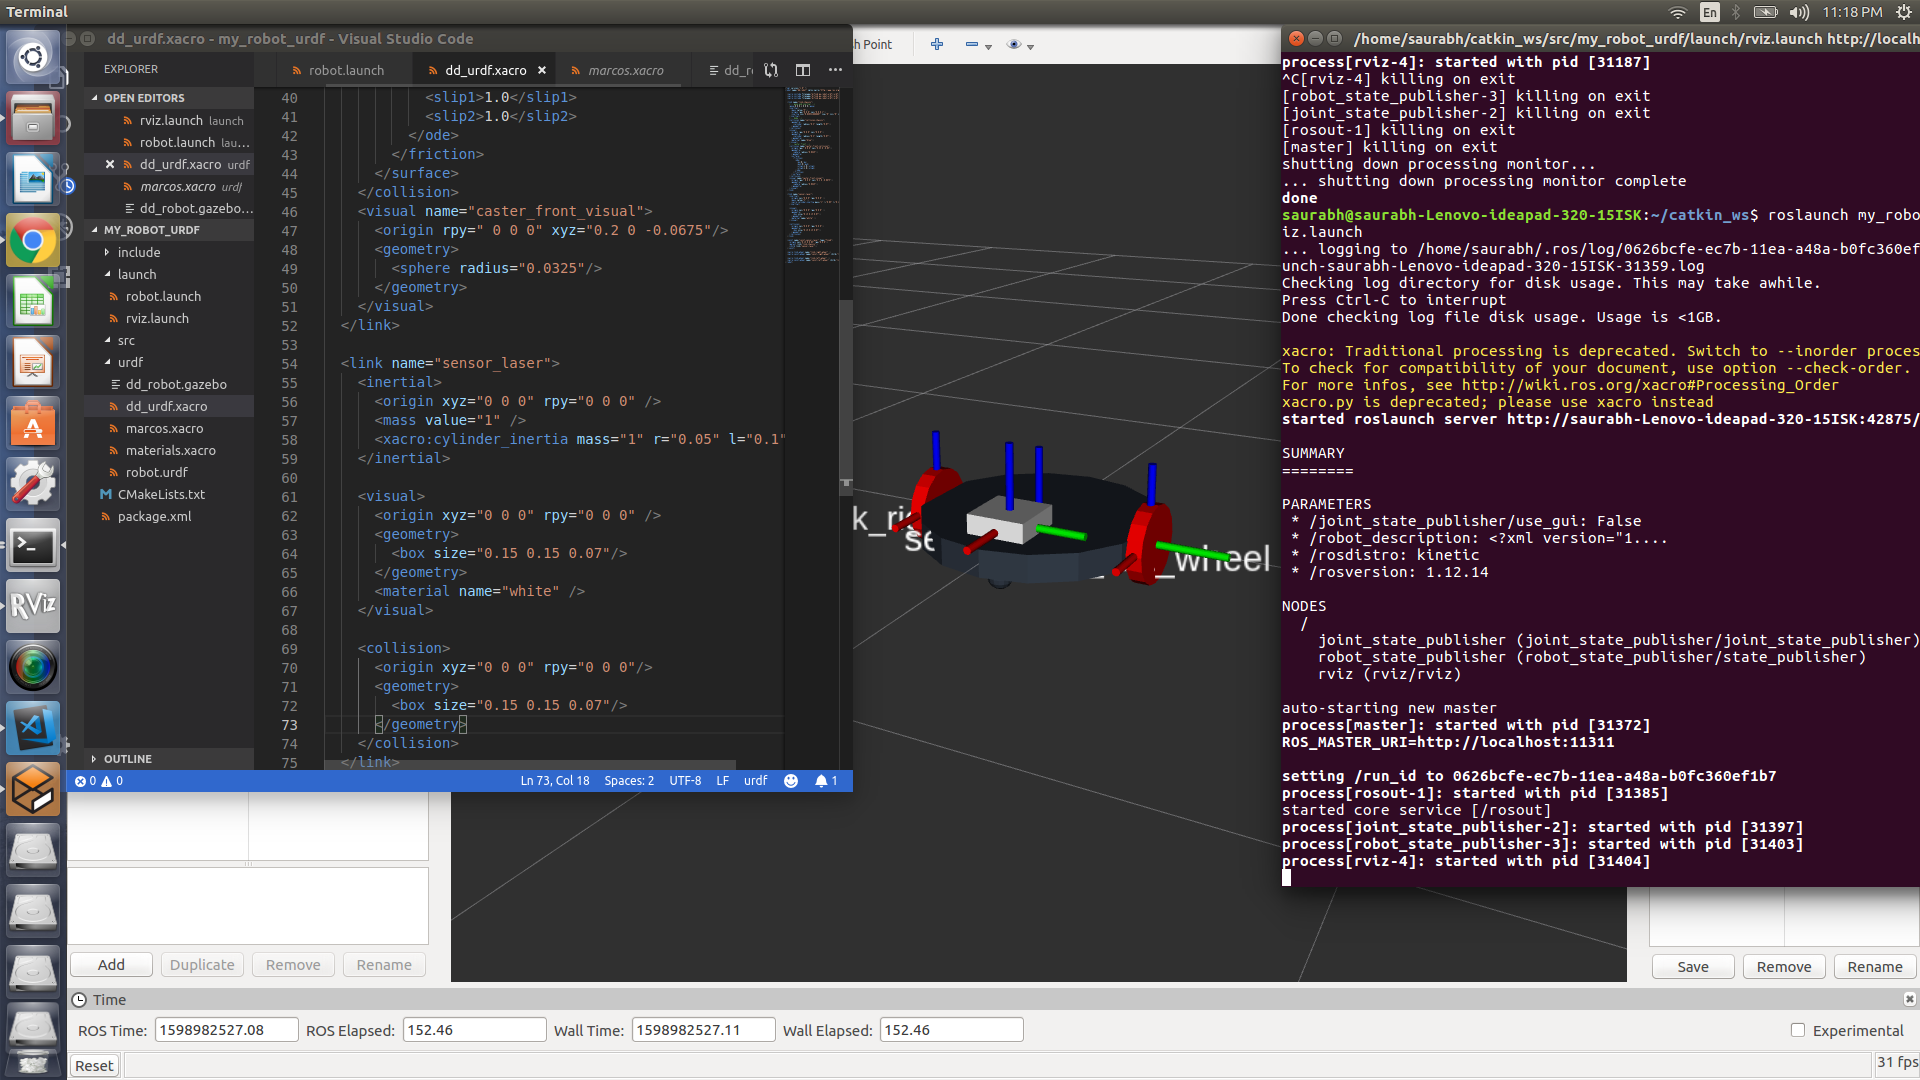 Terminal
En
11:18 PM
dd_urdf.xacro - my_robot_urdf - Visual Studio Code
EXPLORER
OPEN EDITORS
rviz.launch launch
robot.launch lau...
dd_urdf.xacro urdf
marcos.xacro urdf
dd_robot.gazebo...
MY_ROBOT_URDF
include
launch
robot.launch
rviz.launch
src
urdf
dd_robot.gazebo
dd_urdf.xacro
marcos.xacro
materials.xacro
robot.urdf
CMakeLists.txt
package.xml
OUTLINE
robot.launch
dd_urdf.xacro
marcos.xacro
dd_r
40 <slip1>1.0</slip1>
41 <slip2>1.0</slip2>
42 </ode>
43 </friction>
44 </surface>
45 </collision>
46 <visual name="caster_front_visual">
47 <origin rpy=" 0 0 0" xyz="0.2 0 -0.0675"/>
48 <geometry>
49 <sphere radius="0.0325"/>
50 </geometry>
51 </visual>
52 </link>
53
54 <link name="sensor_laser">
55 <inertial>
56 <origin xyz="0 0 0" rpy="0 0 0" />
57 <mass value="1" />
58 <xacro:cylinder_inertia mass="1" r="0.05" l="0.1"
59 </inertial>
60
61 <visual>
62 <origin xyz="0 0 0" rpy="0 0 0" />
63 <geometry>
64 <box size="0.15 0.15 0.07"/>
65 </geometry>
66 <material name="white" />
67 </visual>
68
69 <collision>
70 <origin xyz="0 0 0" rpy="0 0 0"/>
71 <geometry>
72 <box size="0.15 0.15 0.07"/>
73 </geometry>
74 </collision>
75 </link>
0 0
Ln 73, Col 18 Spaces: 2 UTF-8 LF urdf 1
h Point
k_ri
se
_wheel
RViz
/home/saurabh/catkin_ws/src/my_robot_urdf/launch/rviz.launch http://localh
process[rviz-4]: started with pid [31187]
^C[rviz-4] killing on exit
[robot_state_publisher-3] killing on exit
[joint_state_publisher-2] killing on exit
[rosout-1] killing on exit
[master] killing on exit
shutting down processing monitor...
... shutting down processing monitor complete
done
saurabh@saurabh-Lenovo-ideapad-320-15ISK:~/catkin_ws$ roslaunch my_robo
iz.launch
... logging to /home/saurabh/.ros/log/0626bcfe-ec7b-11ea-a48a-b0fc360ef
unch-saurabh-Lenovo-ideapad-320-15ISK-31359.log
Checking log directory for disk usage. This may take awhile.
Press Ctrl-C to interrupt
Done checking log file disk usage. Usage is <1GB.
xacro: Traditional processing is deprecated. Switch to --inorder proces
To check for compatibility of your document, use option --check-order.
For more infos, see http://wiki.ros.org/xacro#Processing_Order
xacro.py is deprecated; please use xacro instead
started roslaunch server http://saurabh-Lenovo-ideapad-320-15ISK:42875/
SUMMARY
========
PARAMETERS
* /joint_state_publisher/use_gui: False
* /robot_description: <?xml version="1....
* /rosdistro: kinetic
* /rosversion: 1.12.14
NODES
/
joint_state_publisher (joint_state_publisher/joint_state_publisher)
robot_state_publisher (robot_state_publisher/state_publisher)
rviz (rviz/rviz)
auto-starting new master
process[master]: started with pid [31372]
ROS_MASTER_URI=http://localhost:11311
setting /run_id to 0626bcfe-ec7b-11ea-a48a-b0fc360ef1b7
process[rosout-1]: started with pid [31385]
started core service [/rosout]
process[joint_state_publisher-2]: started with pid [31397]
process[robot_state_publisher-3]: started with pid [31403]
process[rviz-4]: started with pid [31404]
Add Duplicate Remove Rename
Save Remove Rename
Time
ROS Time: 1598982527.08 ROS Elapsed: 152.46 Wall Time: 1598982527.11 Wall Elapsed: 152.46 Experimental
Reset
31 fps